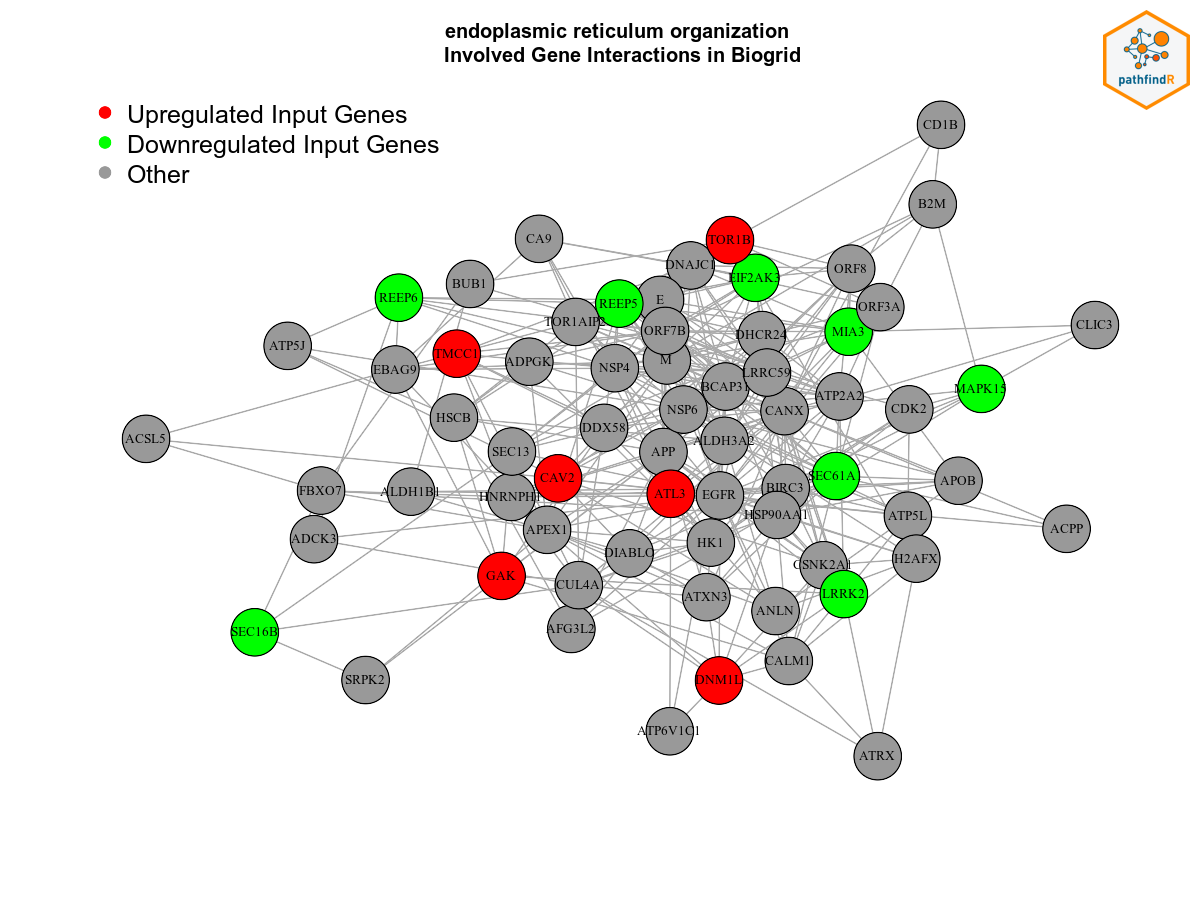 endoplasmic reticulum organization
Involved Gene Interactions in Biogrid
pathfindR
Upregulated Input Genes
Downregulated Input Genes
Other
CD1B
B2M
CA9
TOR1B
DNAJC1
EIF2AK3
ORF8
BUB1
REEP6
REEP5
E
ORF3A
TOR1AIP2
ORF7B
DHCR24
MIA3
CLIC3
ATP5J
TMCC1
ADPGK
EBAG9
NSP4
M
LRRC59
BCAP31
ATP2A2
MAPK15
HSCB
NSP6
CANX
CDK2
DDX58
ACSL5
SEC13
APP
ALDH3A2
CAV2
SEC61A
APOB
FBXO7
ALDH1B1
HNRNPH1
ATL3
EGFR
BIRC3
HSP90AA1
ATP5L
ACPP
ADCK3
APEX1
HK1
DIABLO
H2AFX
CSNK2A1
GAK
CUL4A
ATXN3
LRRK2
ANLN
SEC16B
AFG3L2
CALM1
SRPK2
DNM1L
ATP6V1C1
ATRX